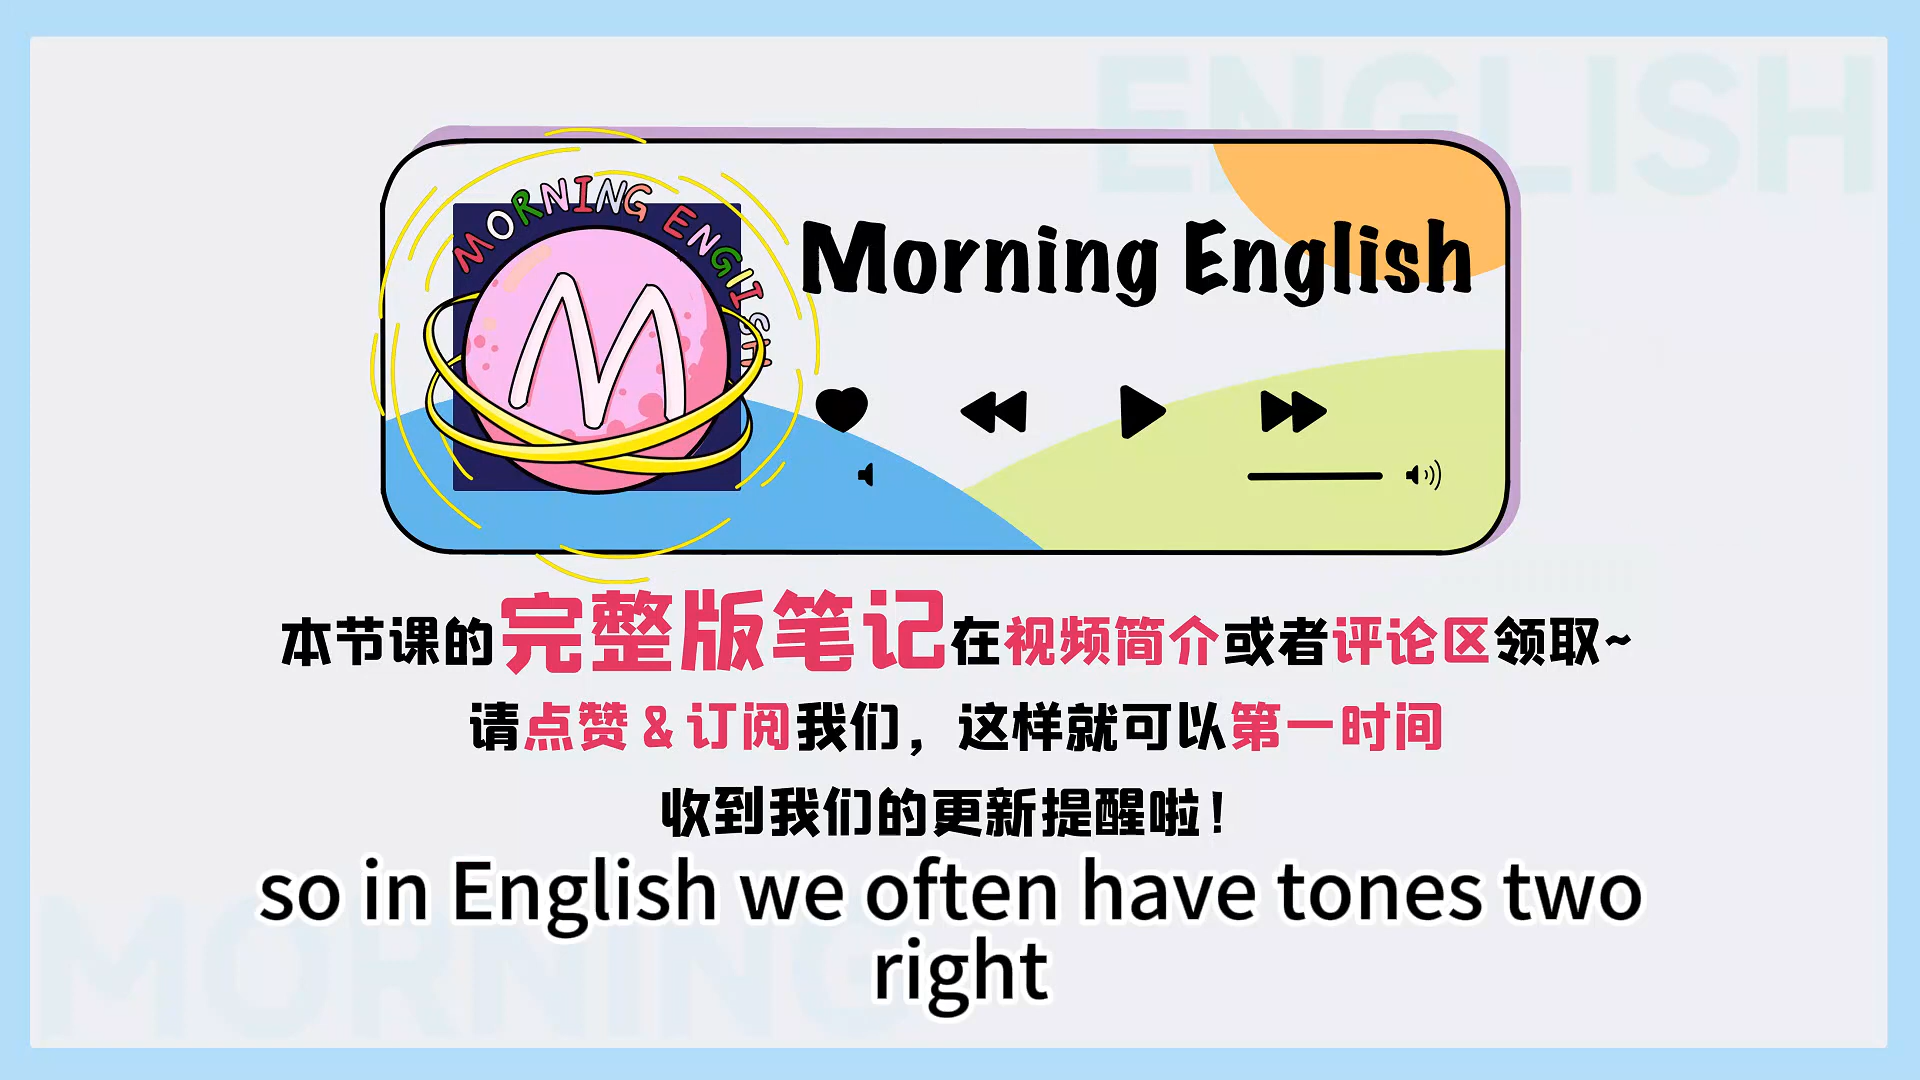 ENGLISH
MORNING ENGlISH
M
Morning English
本节课的完整版笔记在视频简介或者评论区领取~
请点赞&订阅我们，这样就可以第一时间
收到我们的更新提醒啦！
so in English we often have tones two
right
MORNING